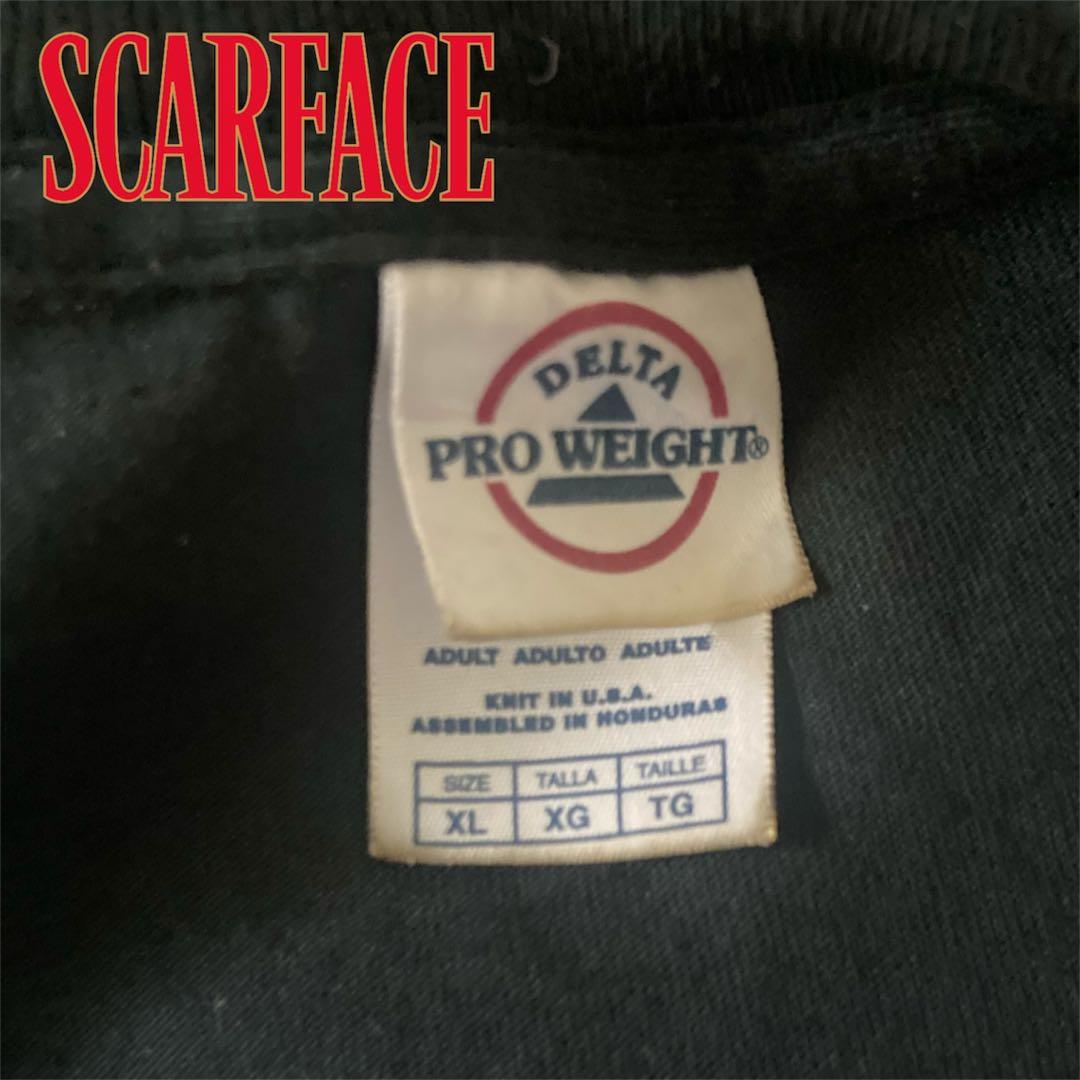 SCARFACE
DELTA
PRO WEIGHT®
ADULT ADULTO ADULTE
KNIT IN U.S.A.
ASSEMBLED IN HONDURAS
SIZE TALLA TAILLE
XL XG TG